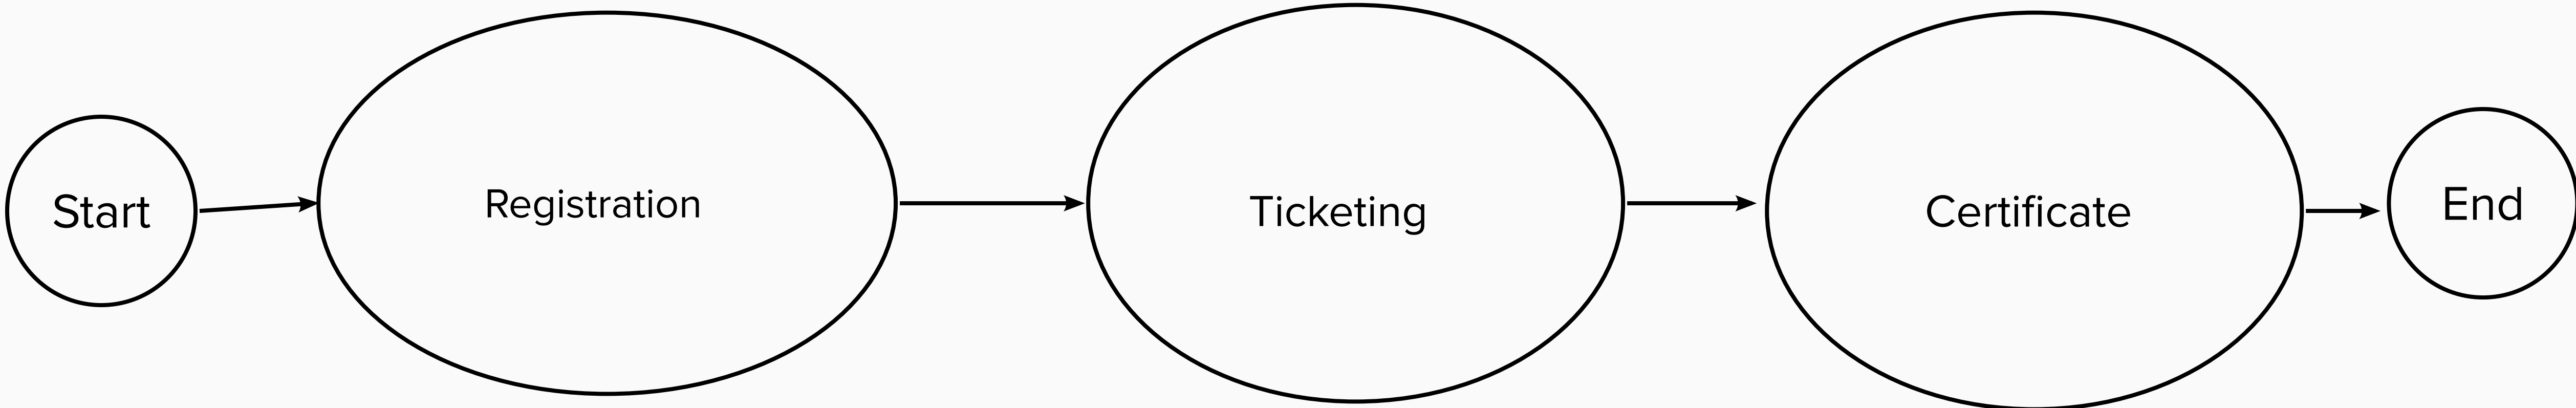 Start
Registration
Ticketing
Certificate
End